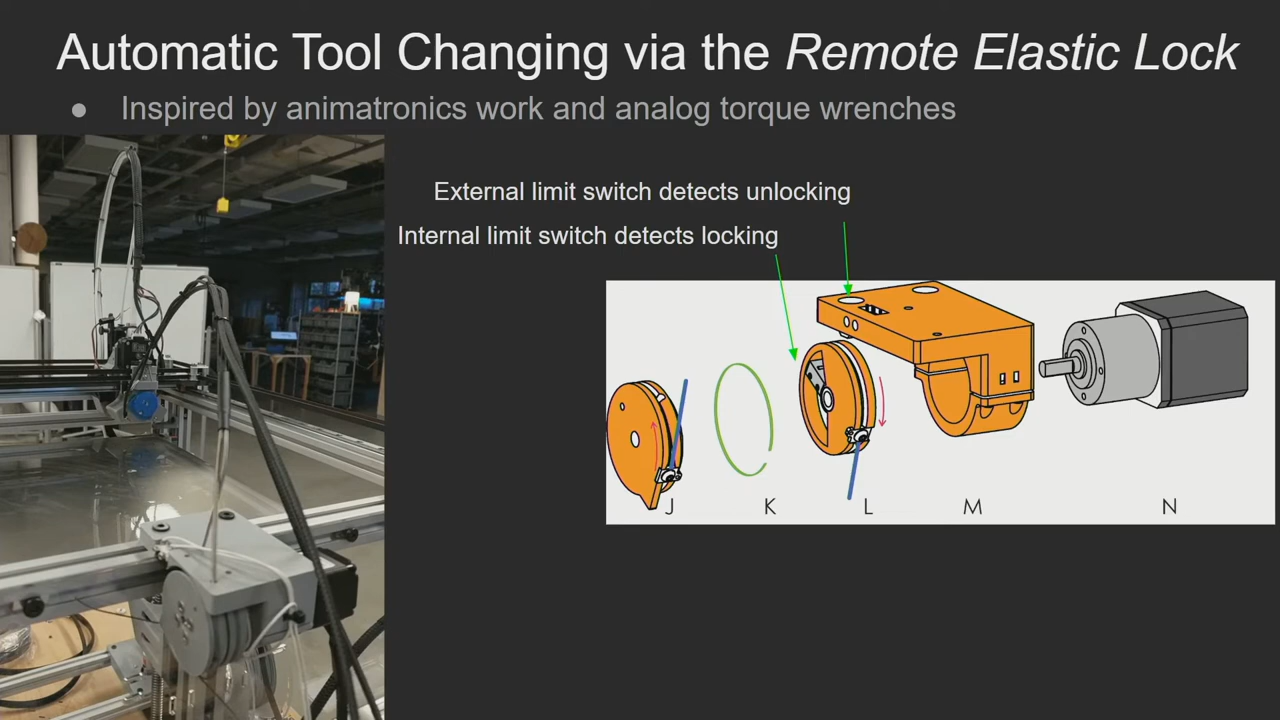 Automatic Tool Changing via the Remote Elastic Lock
● Inspired by animatronics work and analog torque wrenches
External limit switch detects unlocking
Internal limit switch detects locking
J K L M N